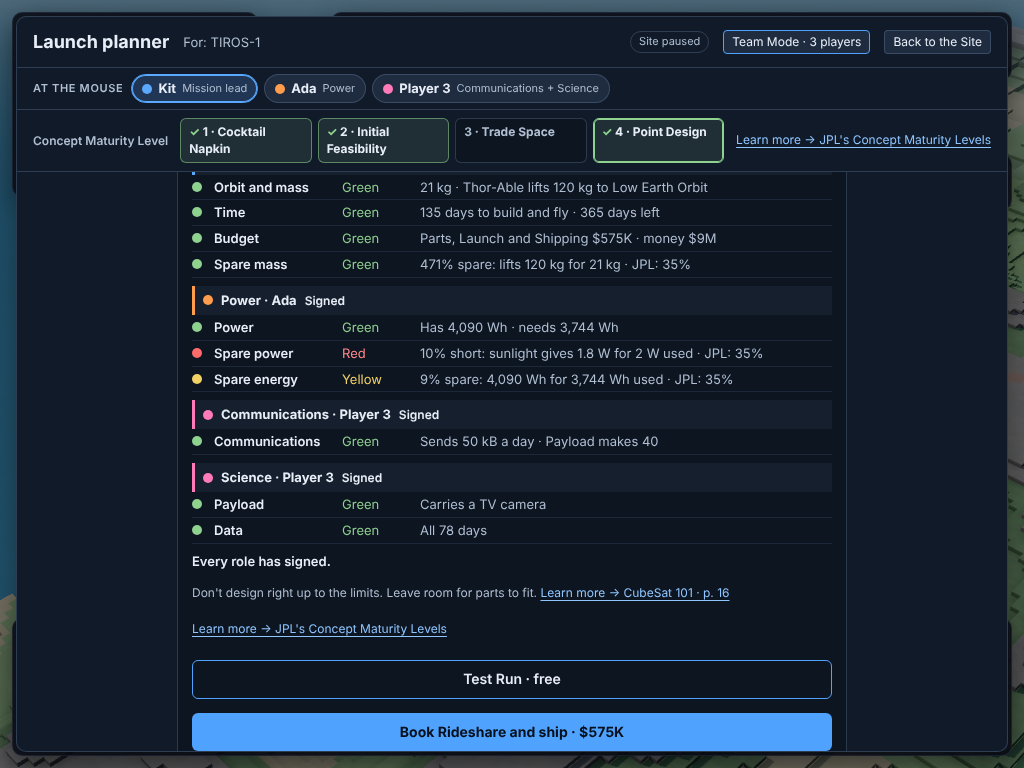 Launch planner For: TIROS-1 Site paused Team Mode · 3 players Back to the Site
AT THE MOUSE Kit Mission lead Ada Power Player 3 Communications + Science
Concept Maturity Level ✓ 1 · Cocktail Napkin ✓ 2 · Initial Feasibility 3 · Trade Space ✓ 4 · Point Design Learn more → JPL's Concept Maturity Levels
Orbit and mass Green 21 kg · Thor-Able lifts 120 kg to Low Earth Orbit
Time Green 135 days to build and fly · 365 days left
Budget Green Parts, Launch and Shipping $575K · money $9M
Spare mass Green 471% spare: lifts 120 kg for 21 kg · JPL: 35%
Power · Ada Signed
Power Green Has 4,090 Wh · needs 3,744 Wh
Spare power Red 10% short: sunlight gives 1.8 W for 2 W used · JPL: 35%
Spare energy Yellow 9% spare: 4,090 Wh for 3,744 Wh used · JPL: 35%
Communications · Player 3 Signed
Communications Green Sends 50 kB a day · Payload makes 40
Science · Player 3 Signed
Payload Green Carries a TV camera
Data Green All 78 days
Every role has signed.
Don't design right up to the limits. Leave room for parts to fit. Learn more → CubeSat 101 · p. 16
Learn more → JPL's Concept Maturity Levels
Test Run · free
Book Rideshare and ship · $575K